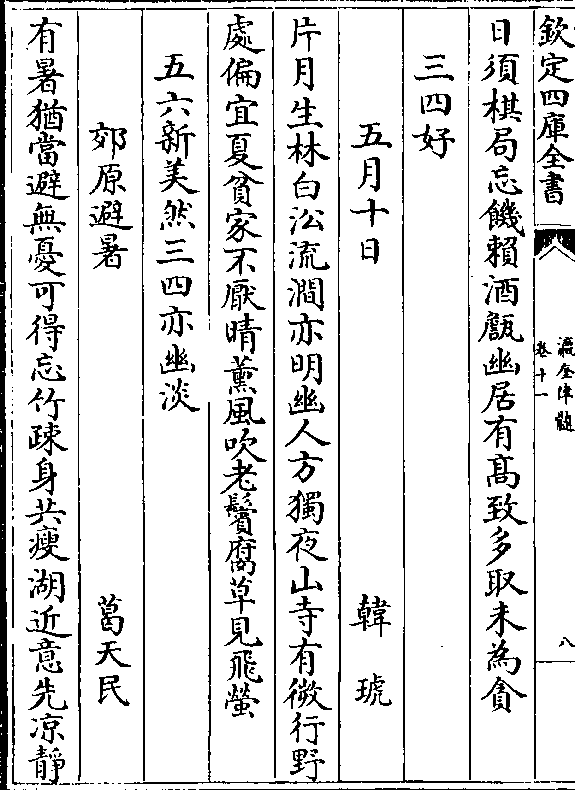 欽定四庫全書
瀛奎律髓
卷十一
八
日須棋局忘饑賴酒甔幽居有髙致多取未為貪
三四好
五月十日 韓琥
片月生林白㳂流澗亦明幽人方獨夜山寺有微行野
處偏宜夏貧家不厭晴薰風吹老鬢腐草見飛螢
五六新美然三四亦幽淡
郊原避暑 葛天民
有暑猶當避無憂可得忘竹疎身共瘦湖近意先凉靜